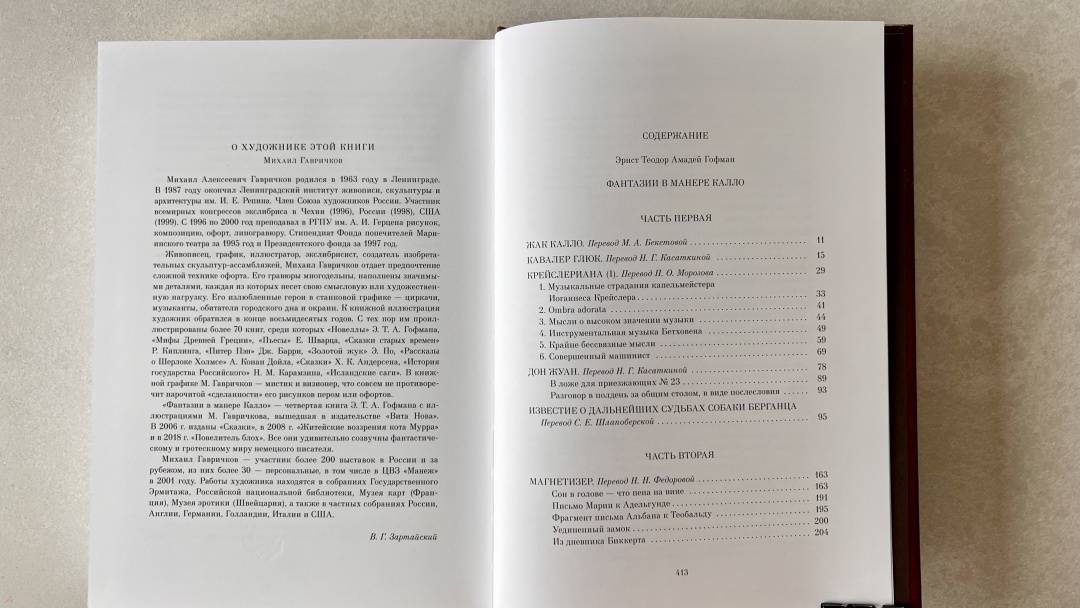 О ХУДОЖНИКЕ ЭТОЙ КНИГИ
Михаил Гавричков
Михаил Алексеевич Гавричков родился в 1963 году в Ленинграде.
В 1987 году окончил Ленинградский институт живописи, скульптуры и
архитектуры им. И. Е. Репина. Член Союза художников России. Участник
всемирных конгрессов экслибриса в Чехии (1996), России (1998), США
(1999). С 1996 по 2000 год преподавал в РГПУ им. А. И. Герцена рисунок,
композицию, офорт, линогравюру. Стипендиат Фонда попечителей Мари-
инского театра за 1995 год и Президентского фонда за 1997 год.
Живописец, график, иллюстратор, экслибрисист, создатель изобрета-
тельных скульптур-ассамбляжей, Михаил Гавричков отдает предпочтение
сложной технике офорта. Его гравюры многодельны, наполнены значимы-
ми деталями, каждая из которых несет свою смысловую или художествен-
ную нагрузку. Его излюбленные герои в станковой графике — циркачи,
музыканты, обитатели городского дна и окраин. К книжной иллюстрации
художник обратился в конце восьмидесятых годов. С тех пор им проил-
люстрированы более 70 книг, среди которых «Новеллы» Э. Т. А. Гофмана,
«Мифы Древней Греции», «Пьесы» Е. Шварца, «Сказки старых времен»
Р. Киплинга, «Питер Пэн» Дж. Барри, «Золотой жук» Э. По, «Рассказы
о Шерлоке Холмсе» А. Конан Дойла, «Сказки» Х. К. Андерсена, «История
государства Российского» Н. М. Карамзина, «Исландские саги». В книж-
ной графике М. Гавричков — мистик и визионер, что совсем не противоре-
чит нарочитой «сделанности» его рисунков пером или офортов.
«Фантазии в манере Калло» — четвертая книга Э. Т. А. Гофмана с ил-
люстрациями М. Гавричкова, вышедшая в издательстве «Вита Нова».
В 2006 г. изданы «Сказки», в 2008 г. «Житейские воззрения кота Мурра»
и в 2018 г. «Повелитель блох». Все они удивительно созвучны фантастичес-
кому и гротескному миру немецкого писателя.
Михаил Гавричков — участник более 200 выставок в России и за
рубежом, из них более 30 — персональные, в том числе в ЦВЗ «Манеж»
в 2001 году. Работы художника находятся в собраниях Государственного
Эрмитажа, Российской национальной библиотеки, Музея карт (Фран-
ция), Музея эротики (Швейцария), а также в частных собраниях России,
Англии, Германии, Голландии, Италии и США.
В. Г. Зартайский
СОДЕРЖАНИЕ
Эрнст Теодор Амадей Гофман
ФАНТАЗИИ В МАНЕРЕ КАЛЛО
ЧАСТЬ ПЕРВАЯ
ЖАК КАЛЛО. Перевод М. А. Бекетовой 11
КАВАЛЕР ГЛЮК. Перевод Н. Г. Касаткиной 15
КРЕЙСЛЕРИАНА (I). Перевод П. О. Морозова 29
1. Музыкальные страдания капельмейстера
Иоганнеса Крейслера 33
2. Ombra adorata 41
3. Мысли о высоком значении музыки 44
4. Инструментальная музыка Бетховена 49
5. Крайне бессвязные мысли 59
6. Совершенный машинист 69
ДОН ЖУАН. Перевод Н. Г. Касаткиной 78
В ложе для приезжающих № 23 89
Разговор в полдень за общим столом, в виде послесловия 93
ИЗВЕСТИЕ О ДАЛЬНЕЙШИХ СУДЬБАХ СОБАКИ БЕРГАНЦА
Перевод С. Е. Шлапоберской 95
ЧАСТЬ ВТОРАЯ
МАГНЕТИЗЕР. Перевод Н. Н. Федоровой 163
Сон в голове — что пена на вине 163
Письмо Марии к Адельгунде 191
Фрагмент письма Альбана к Теобальду 195
Уединенный замок 200
Из дневника Биккерта 204
413